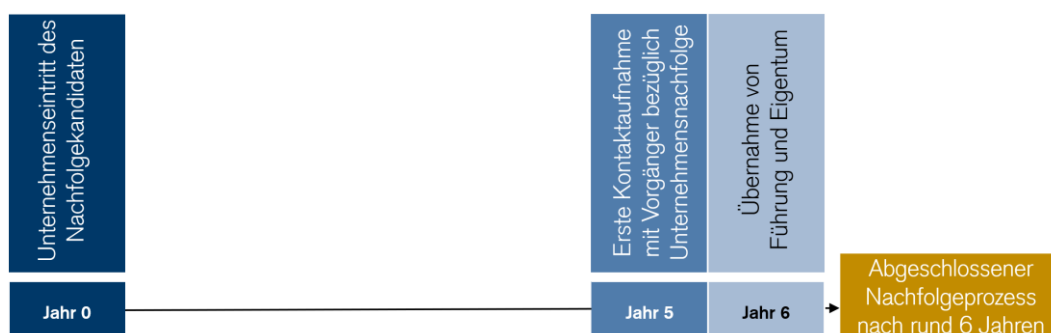 Unternehmenseintritt des
Nachfolgekandidaten
Erste Kontaktaufnahme
mit Vorgänger bezüglich
Unternehmensnachfolge
Übernahme von
Führung und Eigentum
Jahr 0
Jahr 5
Jahr 6
Abgeschlossener
Nachfolgeprozess
nach rund 6 Jahren